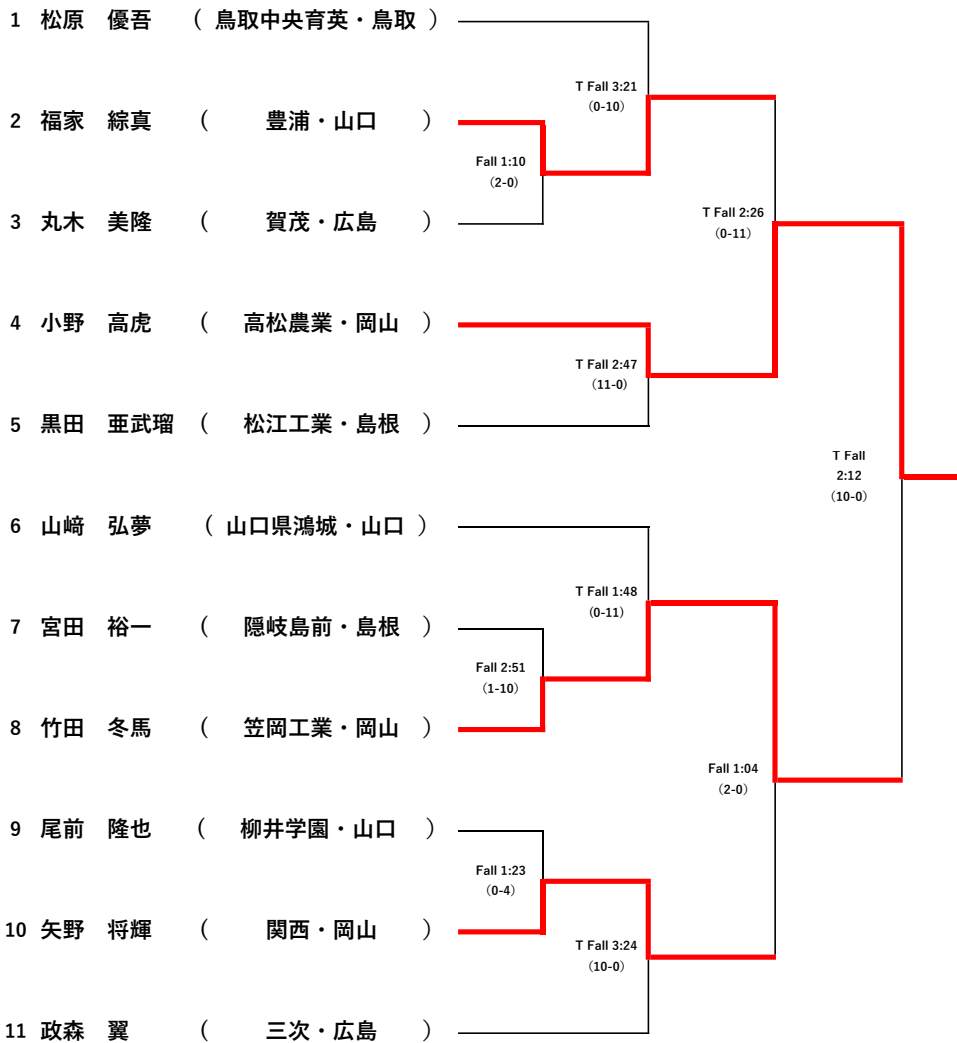 1 松原 優吾 ( 鳥取中央育英・鳥取 )
T Fall 3:21
(0-10)
2 福家 綜真 ( 豊浦・山口 )
Fall 1:10
(2-0)
3 丸木 美隆 ( 賀茂・広島 )
T Fall 2:26
(0-11)
4 小野 高虎 ( 高松農業・岡山 )
T Fall 2:47
(11-0)
5 黒田 亜武瑠 ( 松江工業・島根 )
T Fall
2:12
(10-0)
6 山﨑 弘夢 ( 山口県鴻城・山口 )
T Fall 1:48
(0-11)
7 宮田 裕一 ( 隠岐島前・島根 )
Fall 2:51
(1-10)
8 竹田 冬馬 ( 笠岡工業・岡山 )
Fall 1:04
(2-0)
9 尾前 隆也 ( 柳井学園・山口 )
Fall 1:23
(0-4)
10 矢野 将輝 ( 関西・岡山 )
T Fall 3:24
(10-0)
11 政森 翼 ( 三次・広島 )